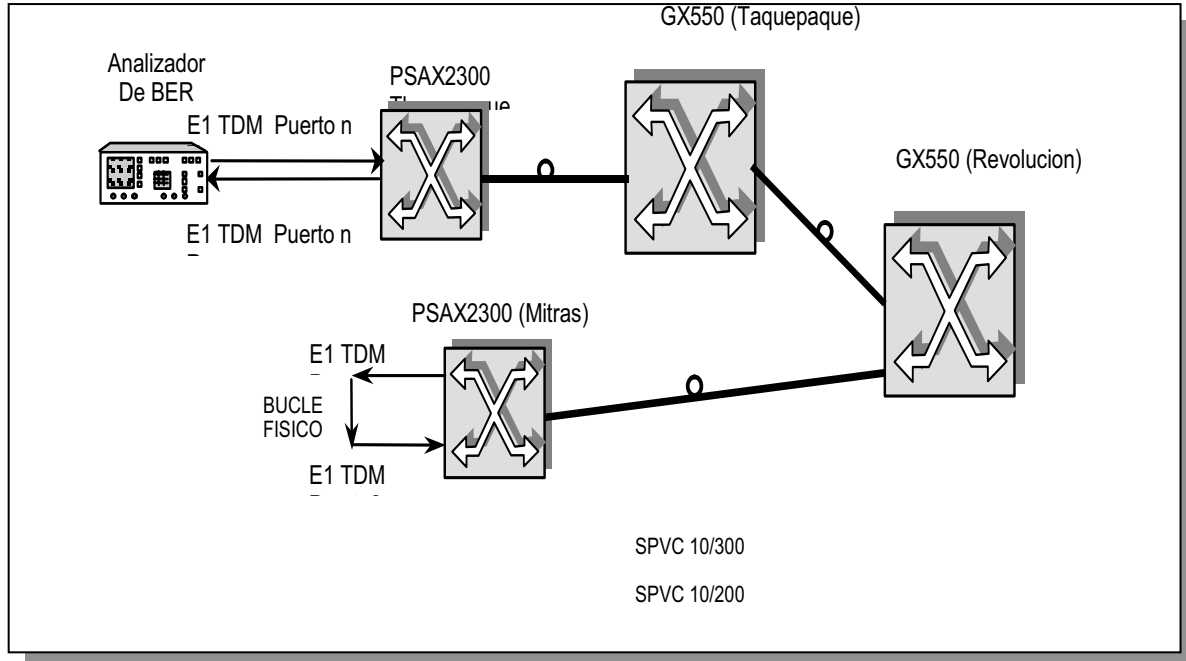 GX550 (Taquepaque)
Analizador
De BER
PSAX2300
E1 TDM Puerto n
GX550 (Revolucion)
E1 TDM Puerto n
PSAX2300 (Mitras)
E1 TDM
BUCLE
FISICO
E1 TDM
SPVC 10/300
SPVC 10/200